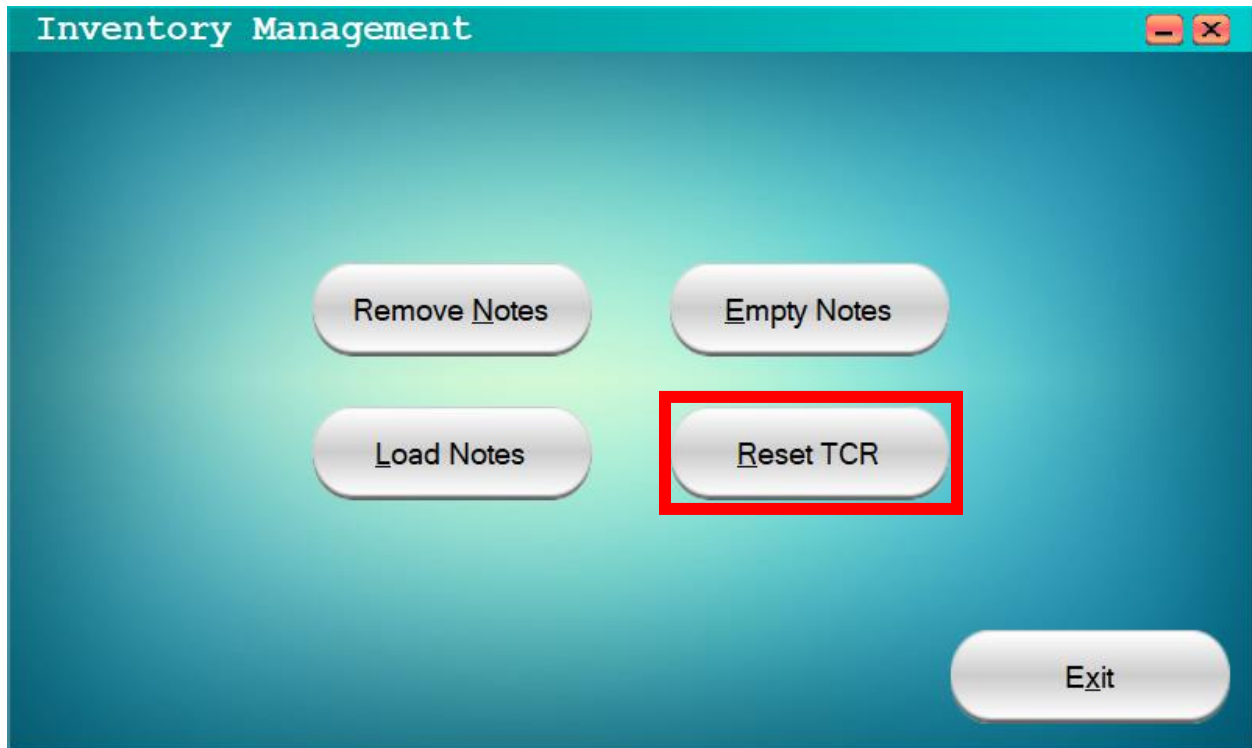 Inventory Management
Remove Notes
Empty Notes
Load Notes
Reset TCR
Exit